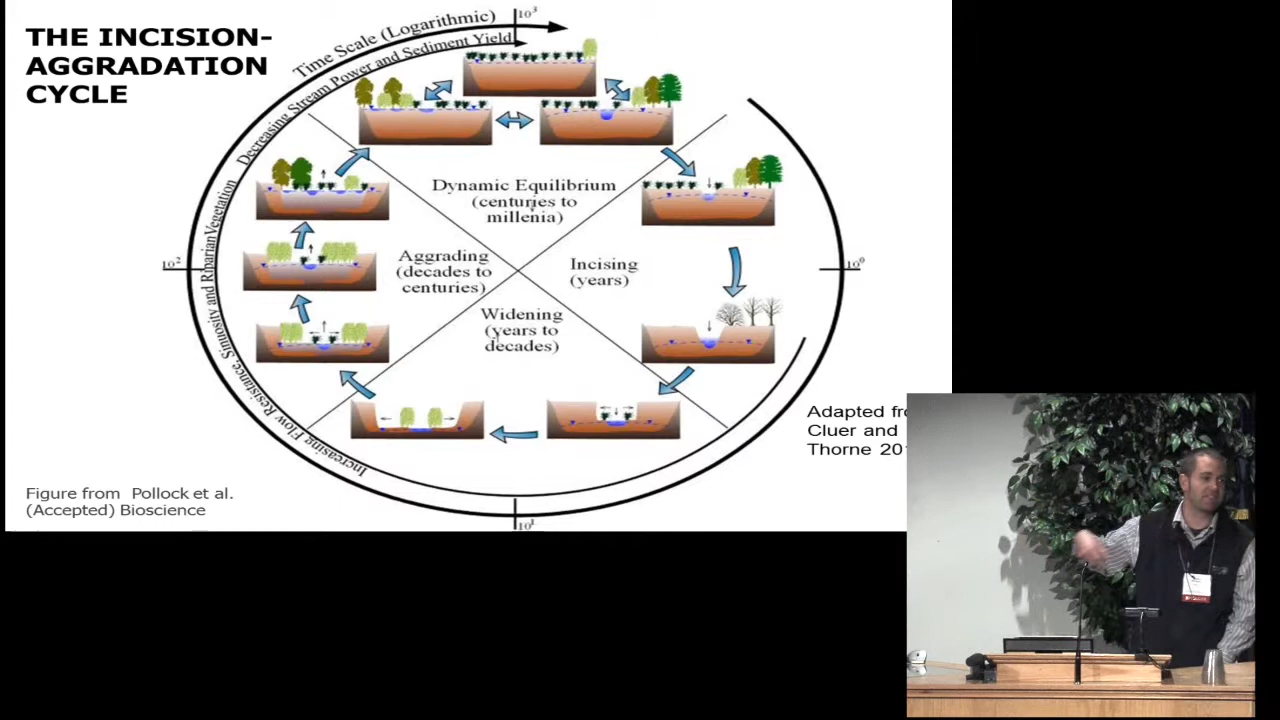 THE INCISION-
AGGRADATION
CYCLE
Time Scale (Logarithmic)
10³
Decreasing Stream Power and Sediment Yield
Dynamic Equilibrium
(centuries to
millenia)
Aggrading
(decades to
centuries)
Incising
(years)
Widening
(years to
decades)
10²
10⁰
10¹
Increasing Flow Resistance, Sinuosity and Riparian Vegetation
Adapted
Cluer and
Thorne
Figure from Pollock et al.
(Accepted) Bioscience